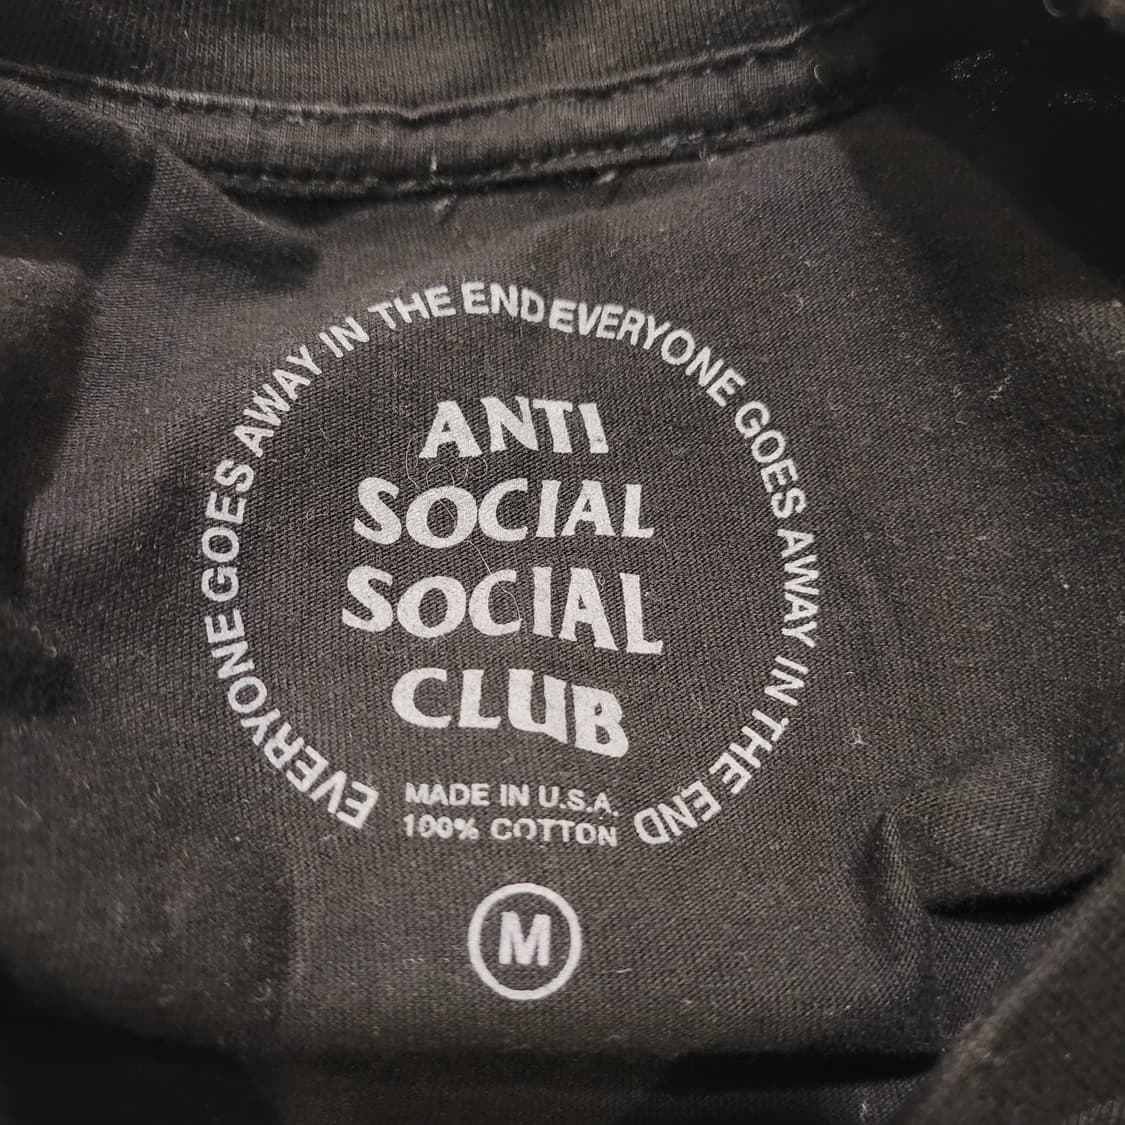 EVERYONE GOES AWAY IN THE END EVERYONE GOES AWAY IN THE END
ANTI
SOCIAL
SOCIAL
CLUB
MADE IN U.S.A.
100% COTTON
M